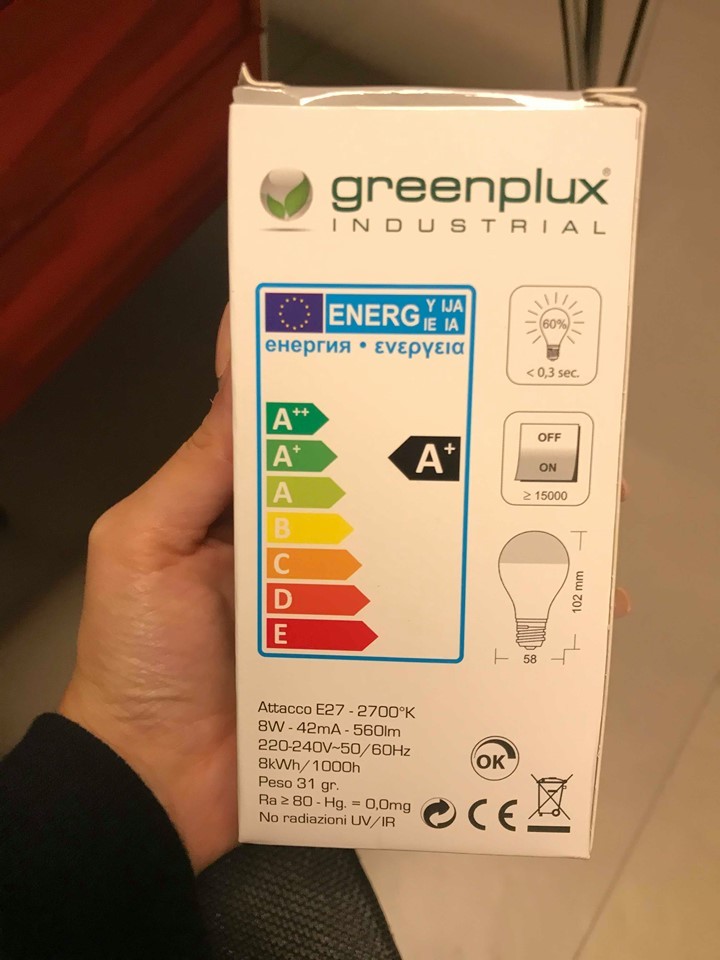 greenplux®
INDUSTRIAL
ENERG Y IJA
IE IA
енергия • ενεργεια
A++
A+
A
B
C
D
E
A+
60%
< 0,3 sec.
OFF
ON
≥ 15000
102 mm
58
Attacco E27 - 2700°K
8W - 42mA - 560lm
220-240V~50/60Hz
8kWh/1000h
Peso 31 gr.
Ra ≥ 80 - Hg. = 0,0mg
No radiazioni UV/IR
OK
CE